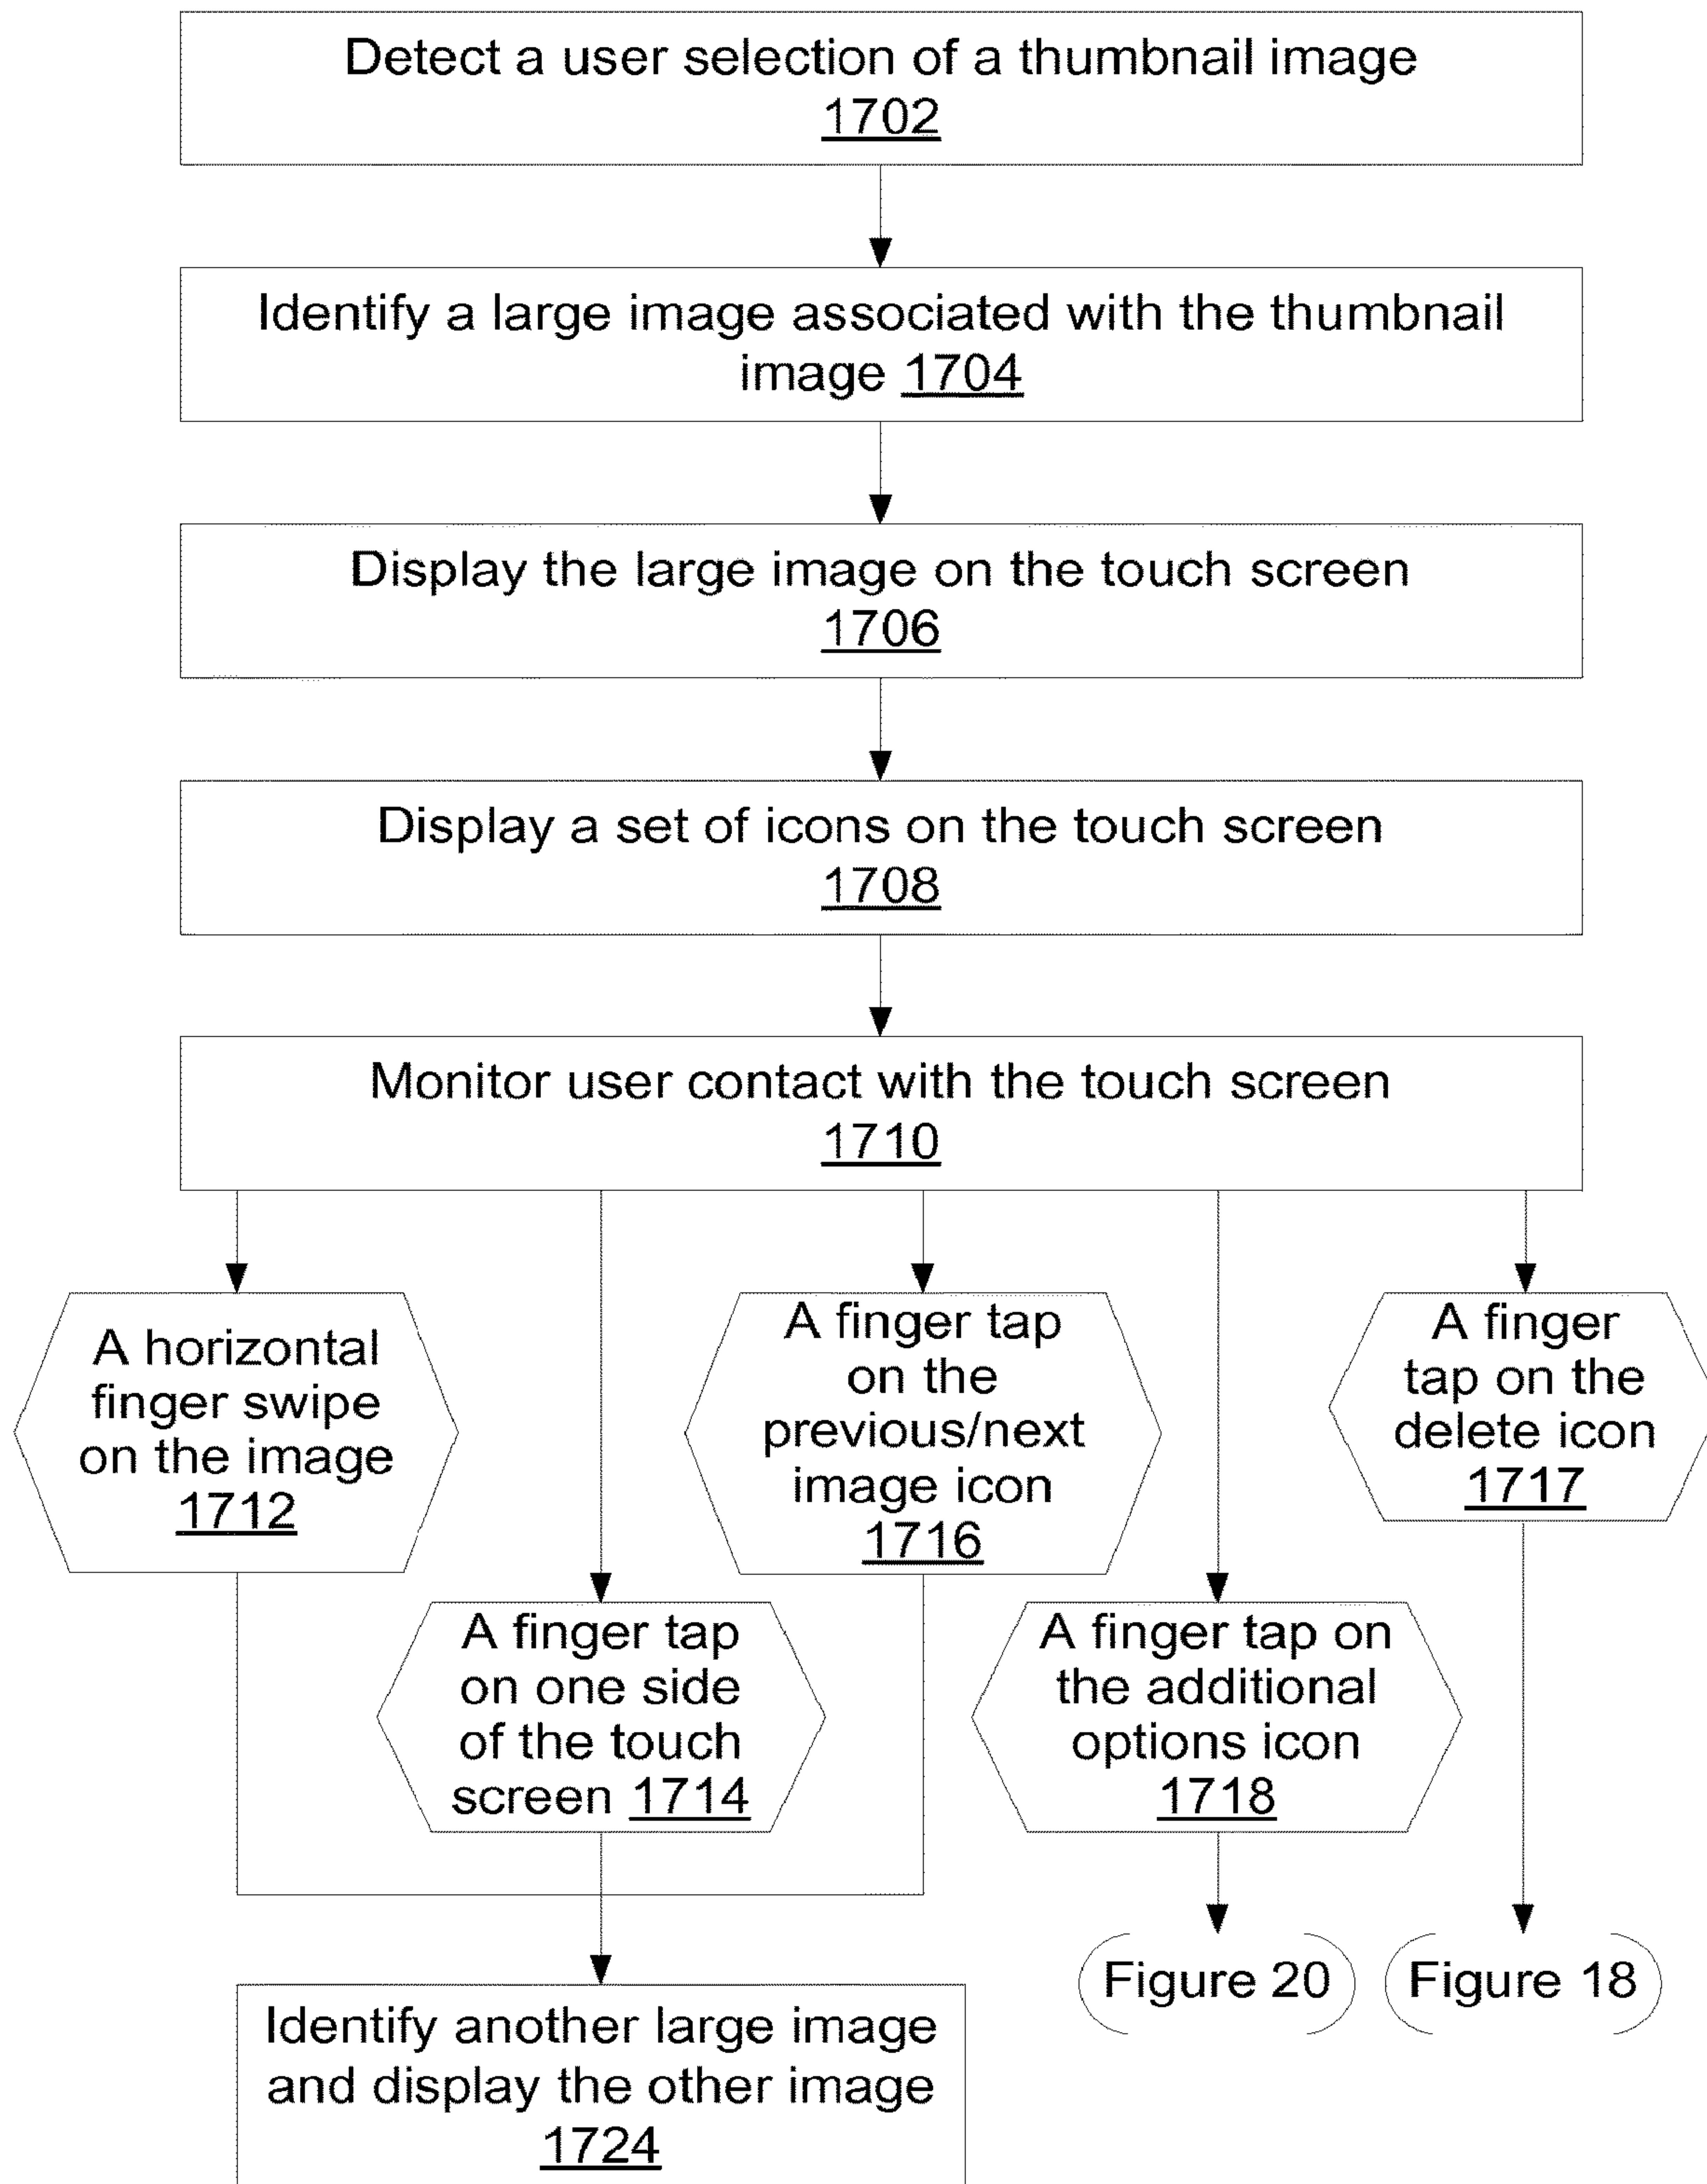 Detect a user selection of a thumbnail image
1702
Identify a large image associated with the thumbnail
image 1704
Display the large image on the touch screen
1706
Display a set of icons on the touch screen
1708
Monitor user contact with the touch screen
1710
A horizontal
finger swipe
on the image
1712
A finger tap
on one side
of the touch
screen 1714
A finger tap
on the
previous/next
image icon
1716
A finger tap on
the additional
options icon
1718
A finger
tap on the
delete icon
1717
Identify another large image
and display the other image
1724
Figure 20
Figure 18